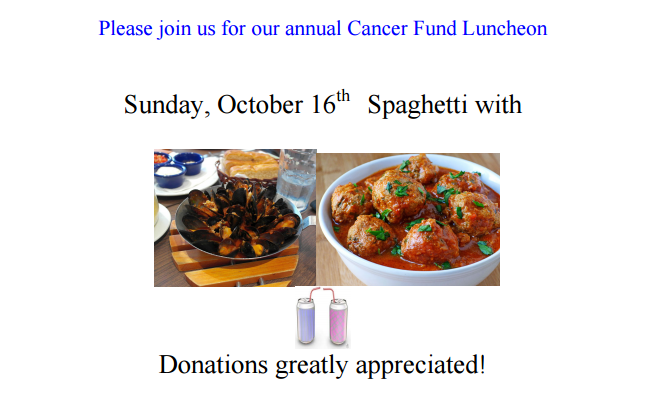 Please join us for our annual Cancer Fund Luncheon
Sunday, October 16th Spaghetti with
Donations greatly appreciated!